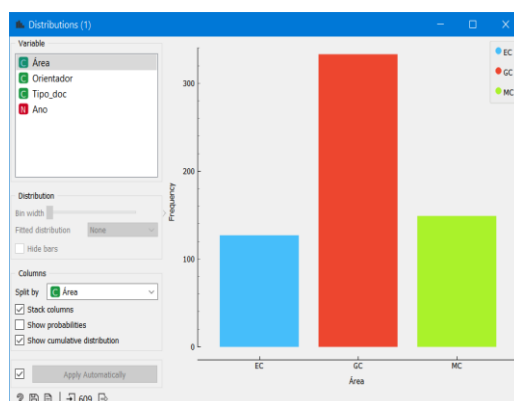 Distributions (1)
Variable
C Área
C Orientador
C Tipo_doc
N Ano
Distribution
Bin width
Fitted distribution None
Hide bars
Columns
Split by C Área
Stack columns
Show probabilities
Show cumulative distribution
Apply Automatically
? 609
EC
GC
MC
Frequency
300
200
100
0
EC GC MC
Área